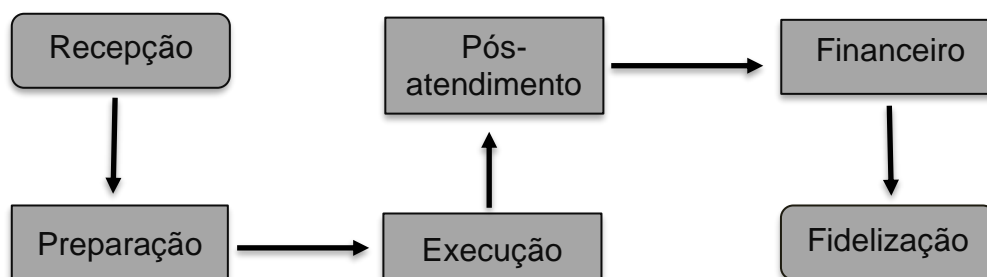 Recepção
Preparação
Execução
Pós-
atendimento
Financeiro
Fidelização